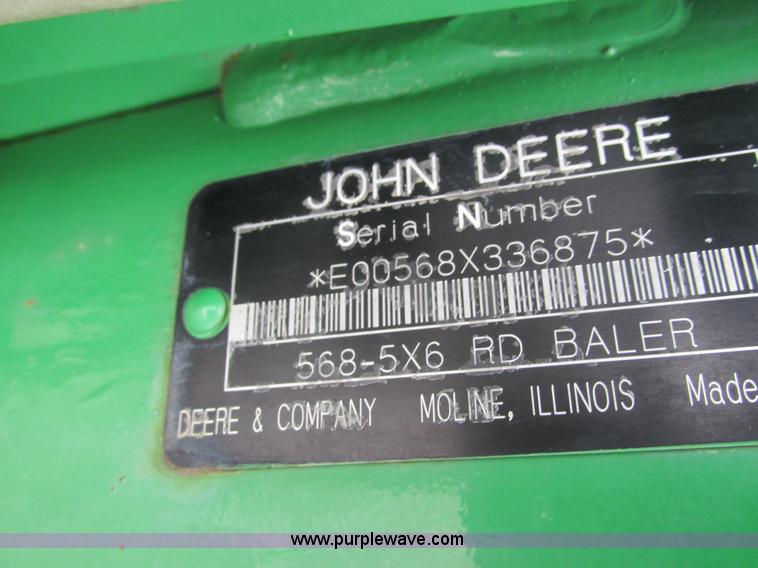 JOHN DEERE
Serial Number
*E00568X336875*
568-5X6 RD BALER
DEERE & COMPANY MOLINE, ILLINOIS Made
www.purplewave.com